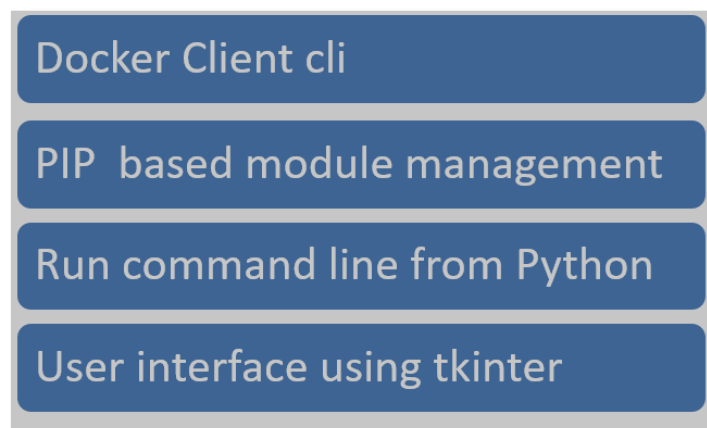 Docker Client cli
PIP  based module management
Run command line from Python
User interface using tkinter